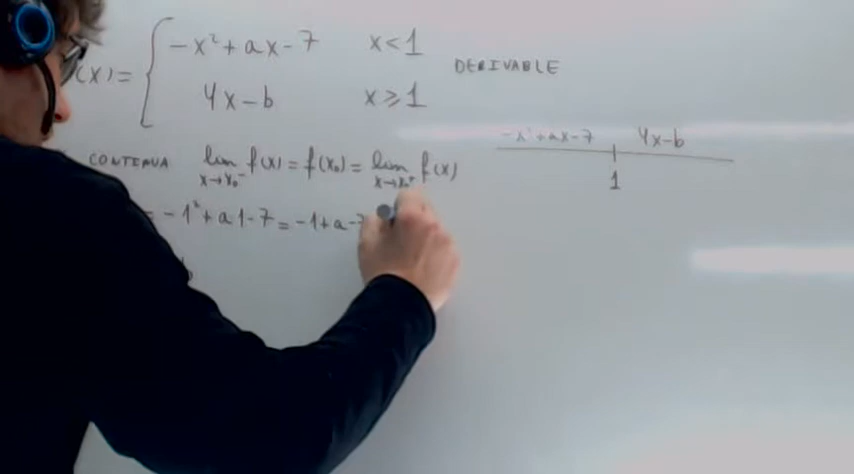 (x) = { -x² + ax - 7   x < 1
4x - b   x ⩾ 1
DERIVABLE
-x² + ax - 7   4x - b
1
CONTINUA lim x→x₀⁻ f(x) = f(x₀) = lim x→x₀⁺ f(x)
= -1² + a1 - 7 = -1 + a - 7